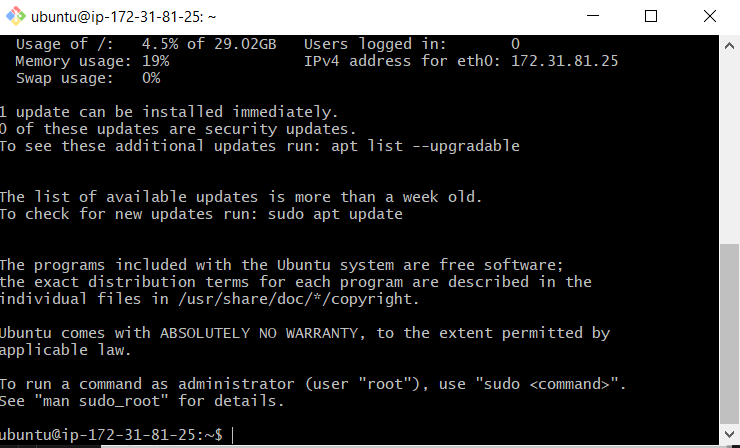 ubuntu@ip-172-31-81-25: ~
Usage of /:   4.5% of 29.02GB   Users logged in:       0
Memory usage: 19%               IPv4 address for eth0: 172.31.81.25
Swap usage:   0%
1 update can be installed immediately.
0 of these updates are security updates.
To see these additional updates run: apt list --upgradable
The list of available updates is more than a week old.
To check for new updates run: sudo apt update
The programs included with the Ubuntu system are free software;
the exact distribution terms for each program are described in the
individual files in /usr/share/doc/*/copyright.
Ubuntu comes with ABSOLUTELY NO WARRANTY, to the extent permitted by
applicable law.
To run a command as administrator (user "root"), use "sudo <command>".
See "man sudo_root" for details.
ubuntu@ip-172-31-81-25:~$